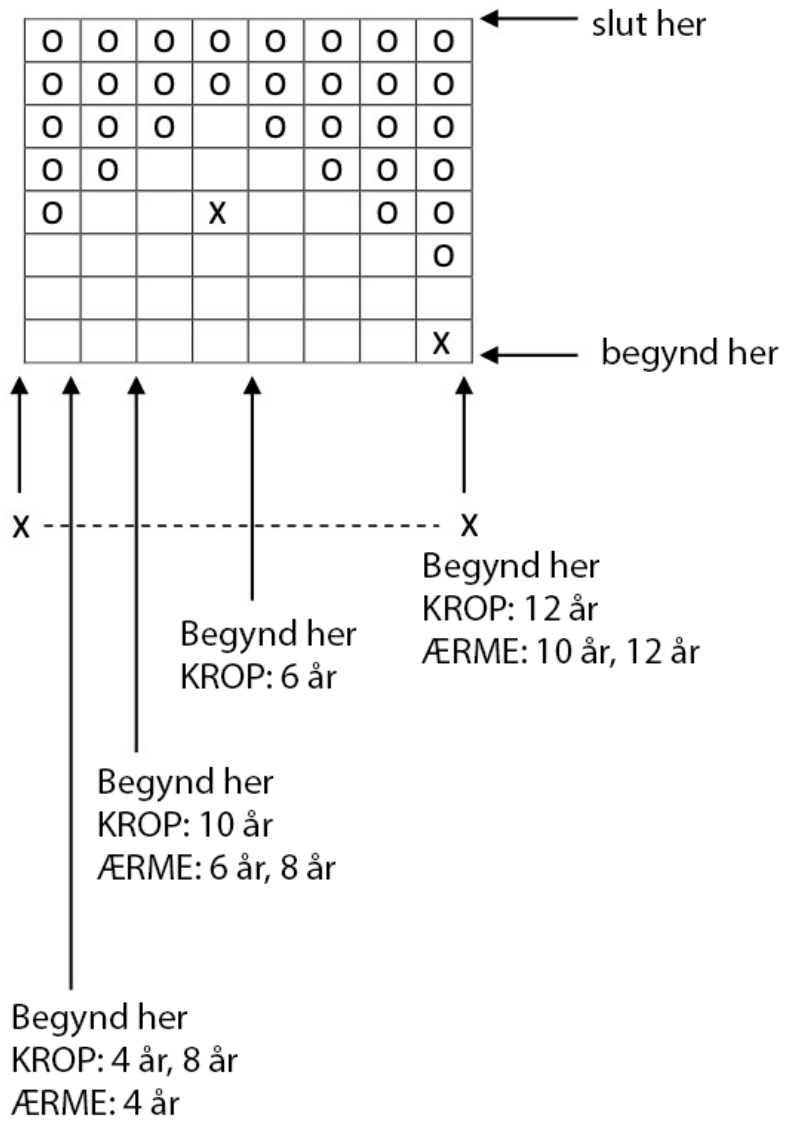 O O O O O O O O
slut her
O O O O O O O O
O O O O O O O
O O O O O
O X O O
O
X
begynd her
X X
Begynd her
KROP: 12 år
ÆRME: 10 år, 12 år
Begynd her
KROP: 6 år
Begynd her
KROP: 10 år
ÆRME: 6 år, 8 år
Begynd her
KROP: 4 år, 8 år
ÆRME: 4 år